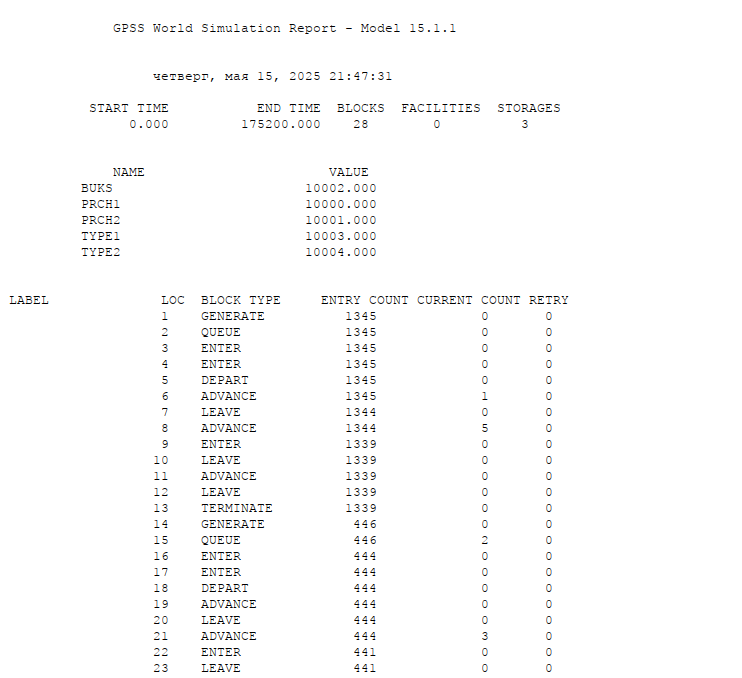 GPSS World Simulation Report - Model 15.1.1
четверг, мая 15, 2025 21:47:31
START TIME END TIME BLOCKS FACILITIES STORAGES
0.000 175200.000 28 0 3
NAME VALUE
BUKS 10002.000
PRCH1 10000.000
PRCH2 10001.000
TYPE1 10003.000
TYPE2 10004.000
LABEL LOC BLOCK TYPE ENTRY COUNT CURRENT COUNT RETRY
1 GENERATE 1345 0 0
2 QUEUE 1345 0 0
3 ENTER 1345 0 0
4 ENTER 1345 0 0
5 DEPART 1345 0 0
6 ADVANCE 1345 1 0
7 LEAVE 1344 0 0
8 ADVANCE 1344 5 0
9 ENTER 1339 0 0
10 LEAVE 1339 0 0
11 ADVANCE 1339 0 0
12 LEAVE 1339 0 0
13 TERMINATE 1339 0 0
14 GENERATE 446 0 0
15 QUEUE 446 2 0
16 ENTER 444 0 0
17 ENTER 444 0 0
18 DEPART 444 0 0
19 ADVANCE 444 0 0
20 LEAVE 444 0 0
21 ADVANCE 444 3 0
22 ENTER 441 0 0
23 LEAVE 441 0 0